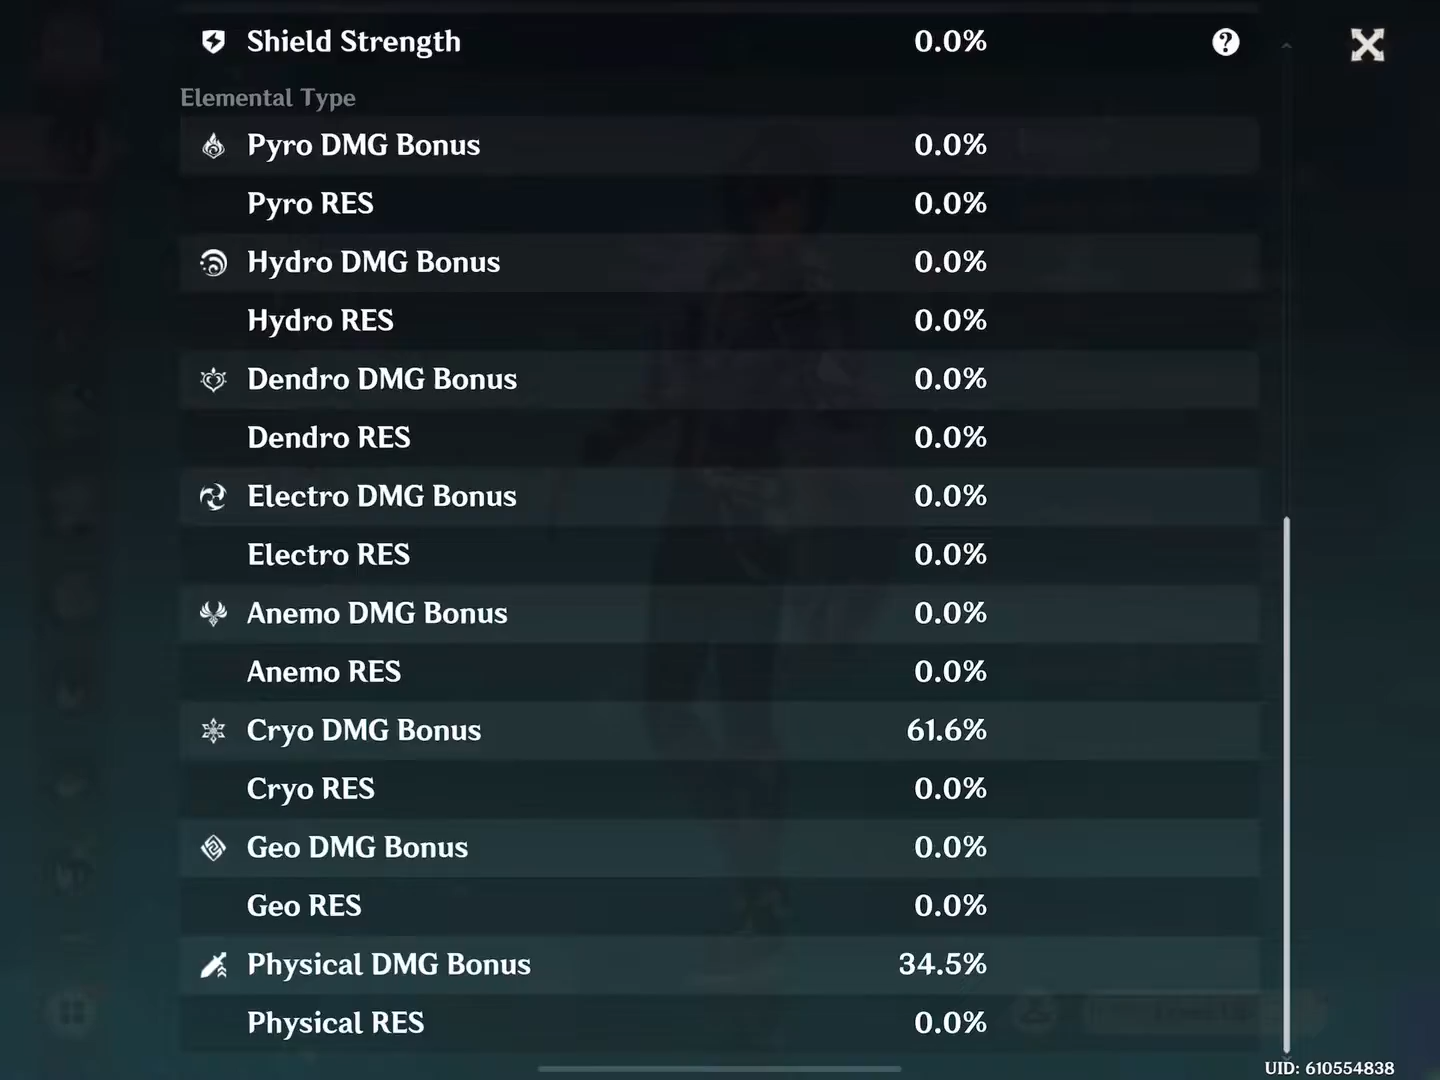 Shield Strength 0.0% ?
Elemental Type
Pyro DMG Bonus 0.0%
Pyro RES 0.0%
Hydro DMG Bonus 0.0%
Hydro RES 0.0%
Dendro DMG Bonus 0.0%
Dendro RES 0.0%
Electro DMG Bonus 0.0%
Electro RES 0.0%
Anemo DMG Bonus 0.0%
Anemo RES 0.0%
Cryo DMG Bonus 61.6%
Cryo RES 0.0%
Geo DMG Bonus 0.0%
Geo RES 0.0%
Physical DMG Bonus 34.5%
Physical RES 0.0%
UID: 610554838